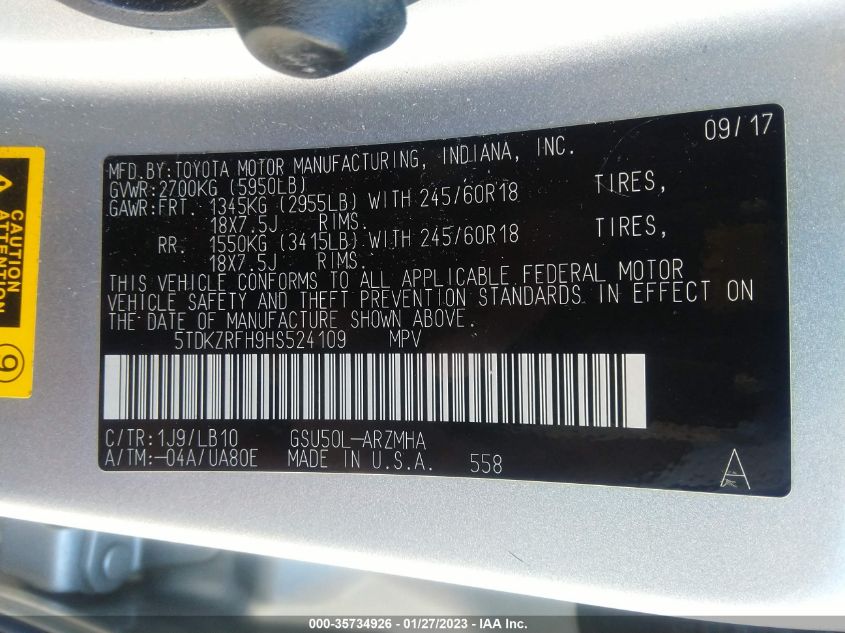 09/17
MFD.BY:TOYOTA MOTOR MANUFACTURING, INDIANA, INC.
GVWR:2700KG (5950LB)
GAWR:FRT. 1345KG (2955LB) WITH 245/60R18 TIRES,
18X7.5J RIMS.
RR. 1550KG (3415LB) WITH 245/60R18 TIRES,
18X7.5J RIMS.
THIS VEHICLE CONFORMS TO ALL APPLICABLE FEDERAL MOTOR
VEHICLE SAFETY AND THEFT PREVENTION STANDARDS IN EFFECT ON
THE DATE OF MANUFACTURE SHOWN ABOVE.
5TDKZRFH9HS524109 MPV
C/TR:1J9/LB10 GSU50L-ARZMHA
A/TM:-04A/UA80E MADE IN U.S.A. 558
A
ATTENTION
CAUTION
9
000-35734926 - 01/27/2023 - IAA Inc.